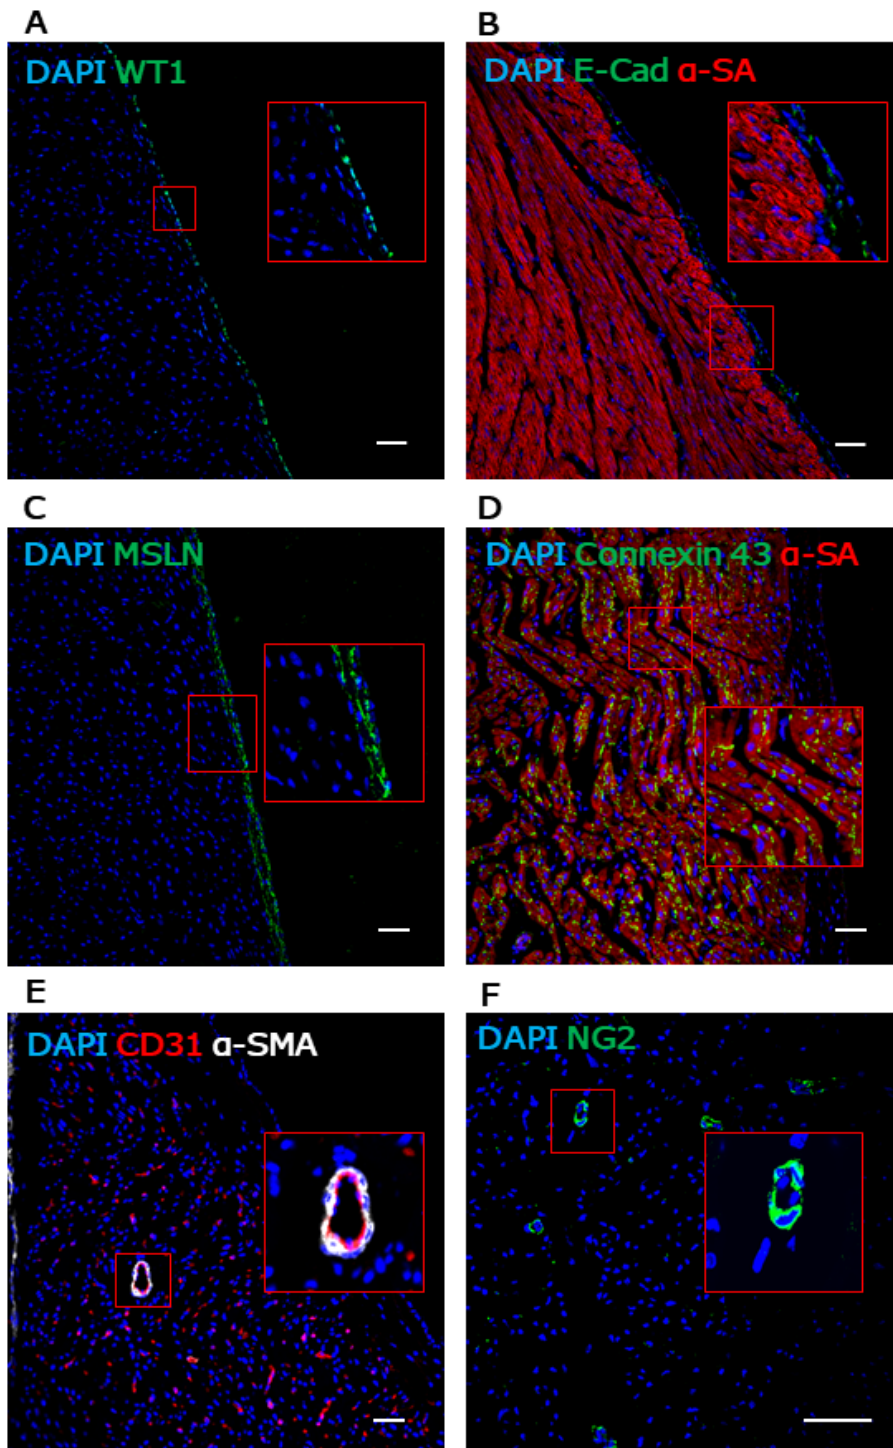 A
DAPI WT1
B
DAPI E-Cad α-SA
C
DAPI MSLN
D
DAPI Connexin 43 α-SA
E
DAPI CD31 α-SMA
F
DAPI NG2